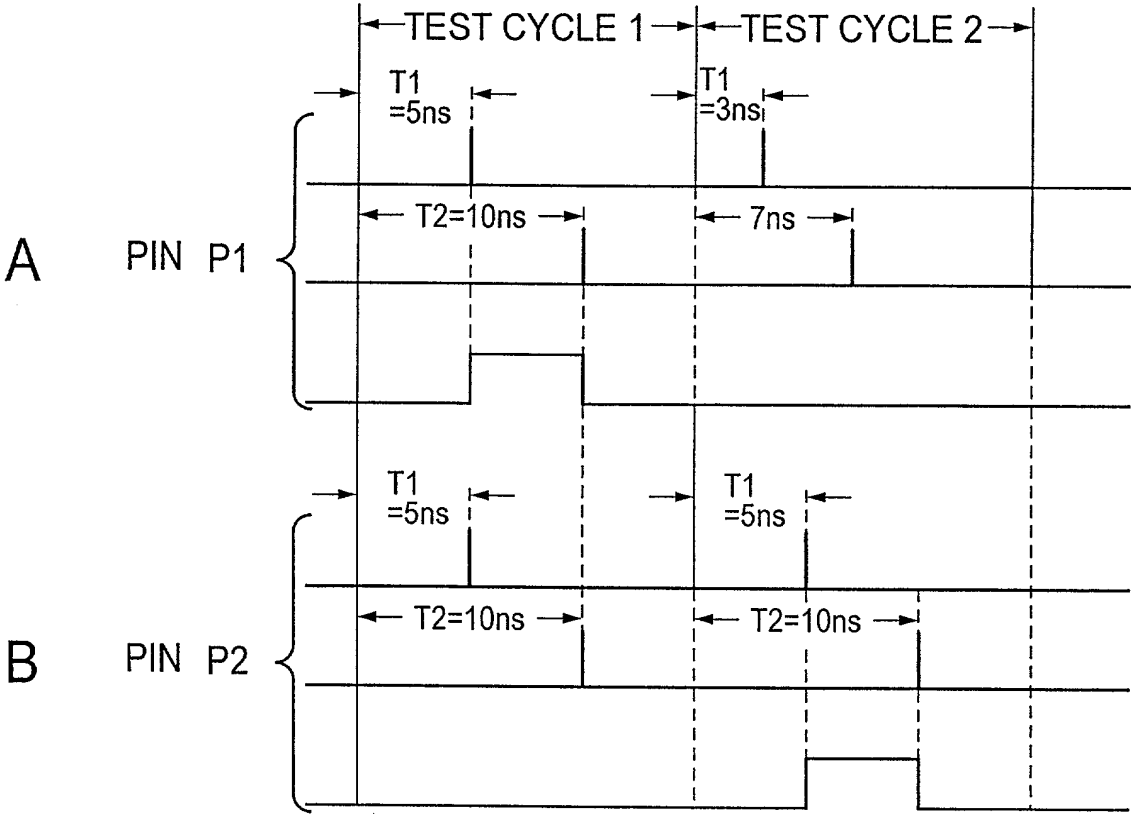 TEST CYCLE 1 TEST CYCLE 2
T1
=5ns
T1
=3ns
T2=10ns
7ns
A PIN P1
T1
=5ns
T1
=5ns
T2=10ns
T2=10ns
B PIN P2